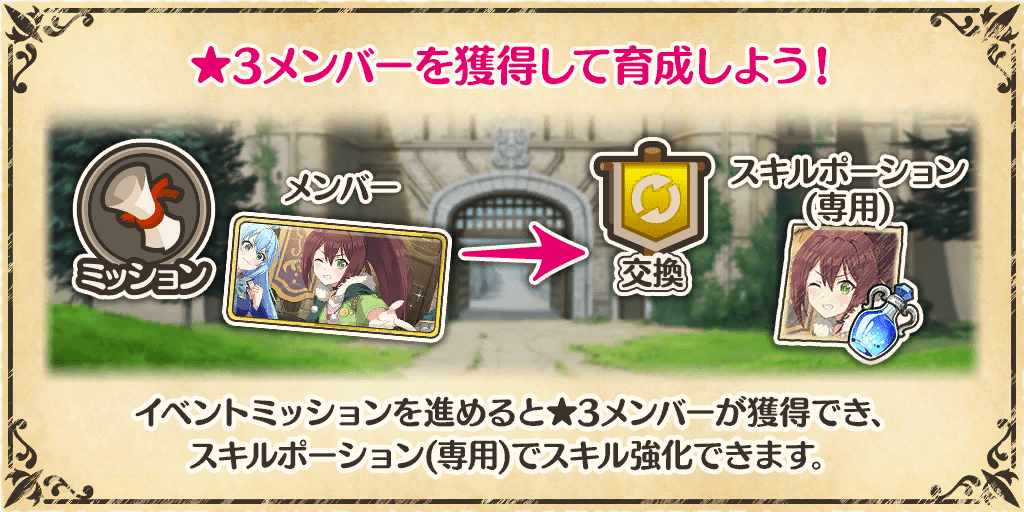 ★3メンバーを獲得して育成しよう!
ミッション
メンバー
交換
スキルポーション
(専用)
イベントミッションを進めると★3メンバーが獲得でき、
スキルポーション(専用)でスキル強化できます。